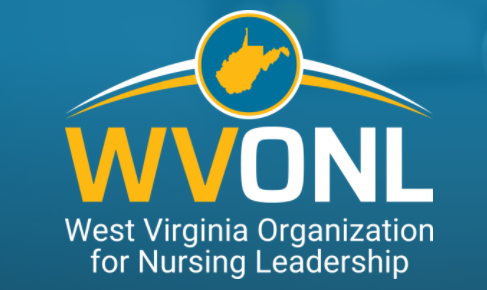 WVONL
West Virginia Organization
for Nursing Leadership